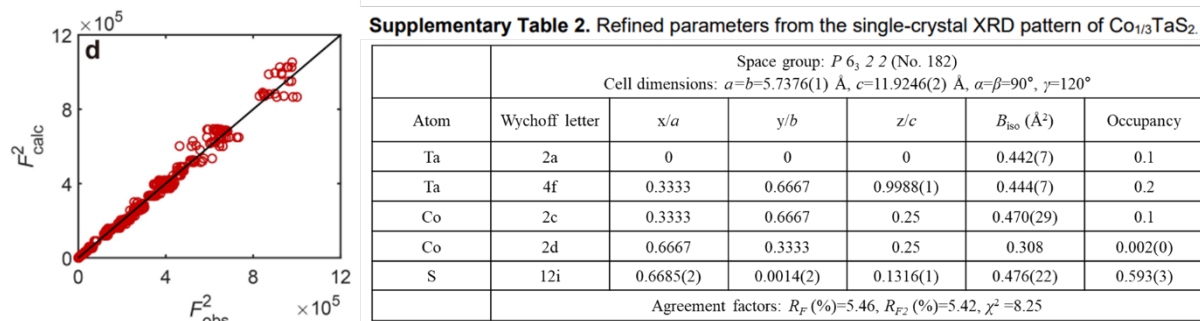 d
×10⁵
12
8
4
0
F²calc
0 4 8 12
F²obs
×10⁵
Supplementary Table 2. Refined parameters from the single-crystal XRD pattern of Co1/3TaS2.
Space group: P 6₃ 2 2 (No. 182)
Cell dimensions: a=b=5.7376(1) Å, c=11.9246(2) Å, α=β=90°, γ=120°
Atom Wychoff letter x/a y/b z/c Biso (Å²) Occupancy
Ta 2a 0 0 0 0.442(7) 0.1
Ta 4f 0.3333 0.6667 0.9988(1) 0.444(7) 0.2
Co 2c 0.3333 0.6667 0.25 0.470(29) 0.1
Co 2d 0.6667 0.3333 0.25 0.308 0.002(0)
S 12i 0.6685(2) 0.0014(2) 0.1316(1) 0.476(22) 0.593(3)
Agreement factors: RF (%)=5.46, RF2 (%)=5.42, χ² =8.25